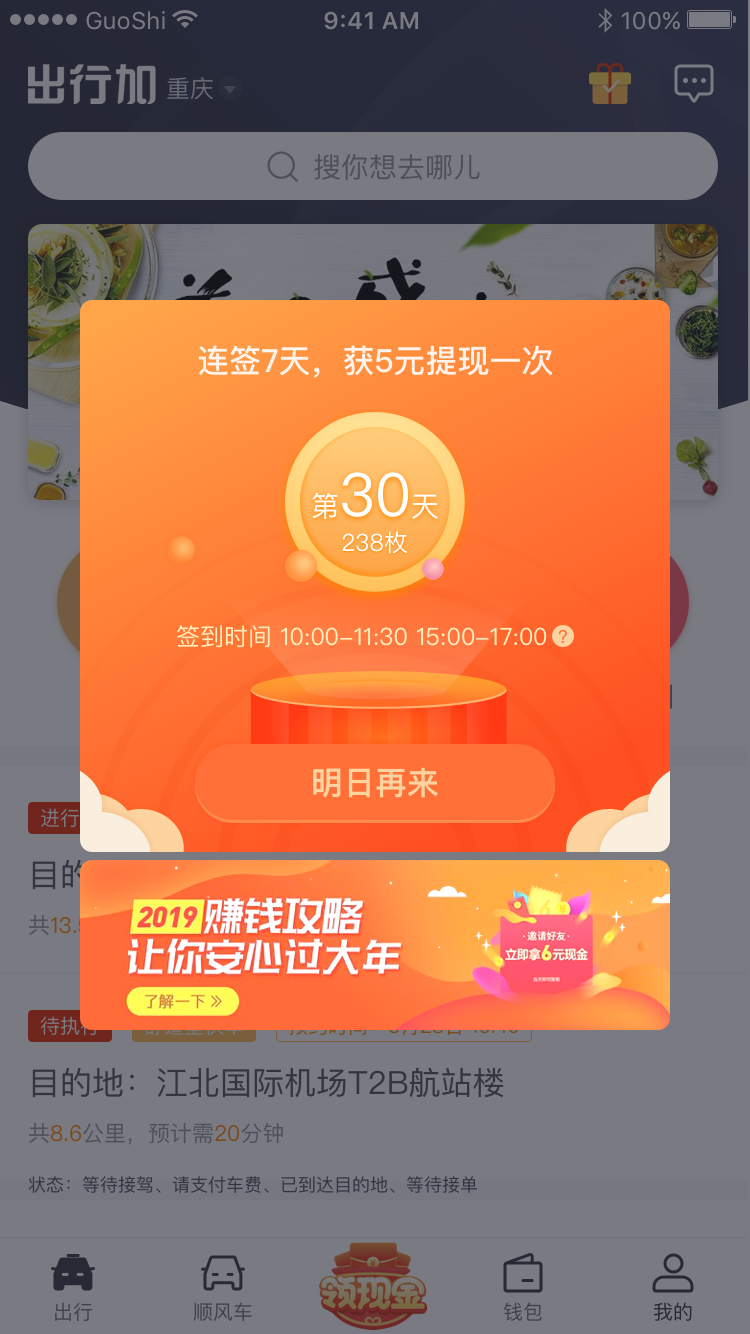 GuoShi 9:41 AM 100%
出行加 重庆
搜你想去哪儿
连签7天，获5元提现一次
第30天
238枚
签到时间 10:00–11:30 15:00–17:00 ?
明日再来
进行
目的
共13.5
2019赚钱攻略
让你安心过大年
了解一下
·邀请好友·
立即拿6元现金
待执行
目的地：江北国际机场T2B航站楼
共8.6公里，预计需20分钟
状态：等待接驾、请支付车费、已到达目的地、等待接单
领现金
出行 顺风车 钱包 我的